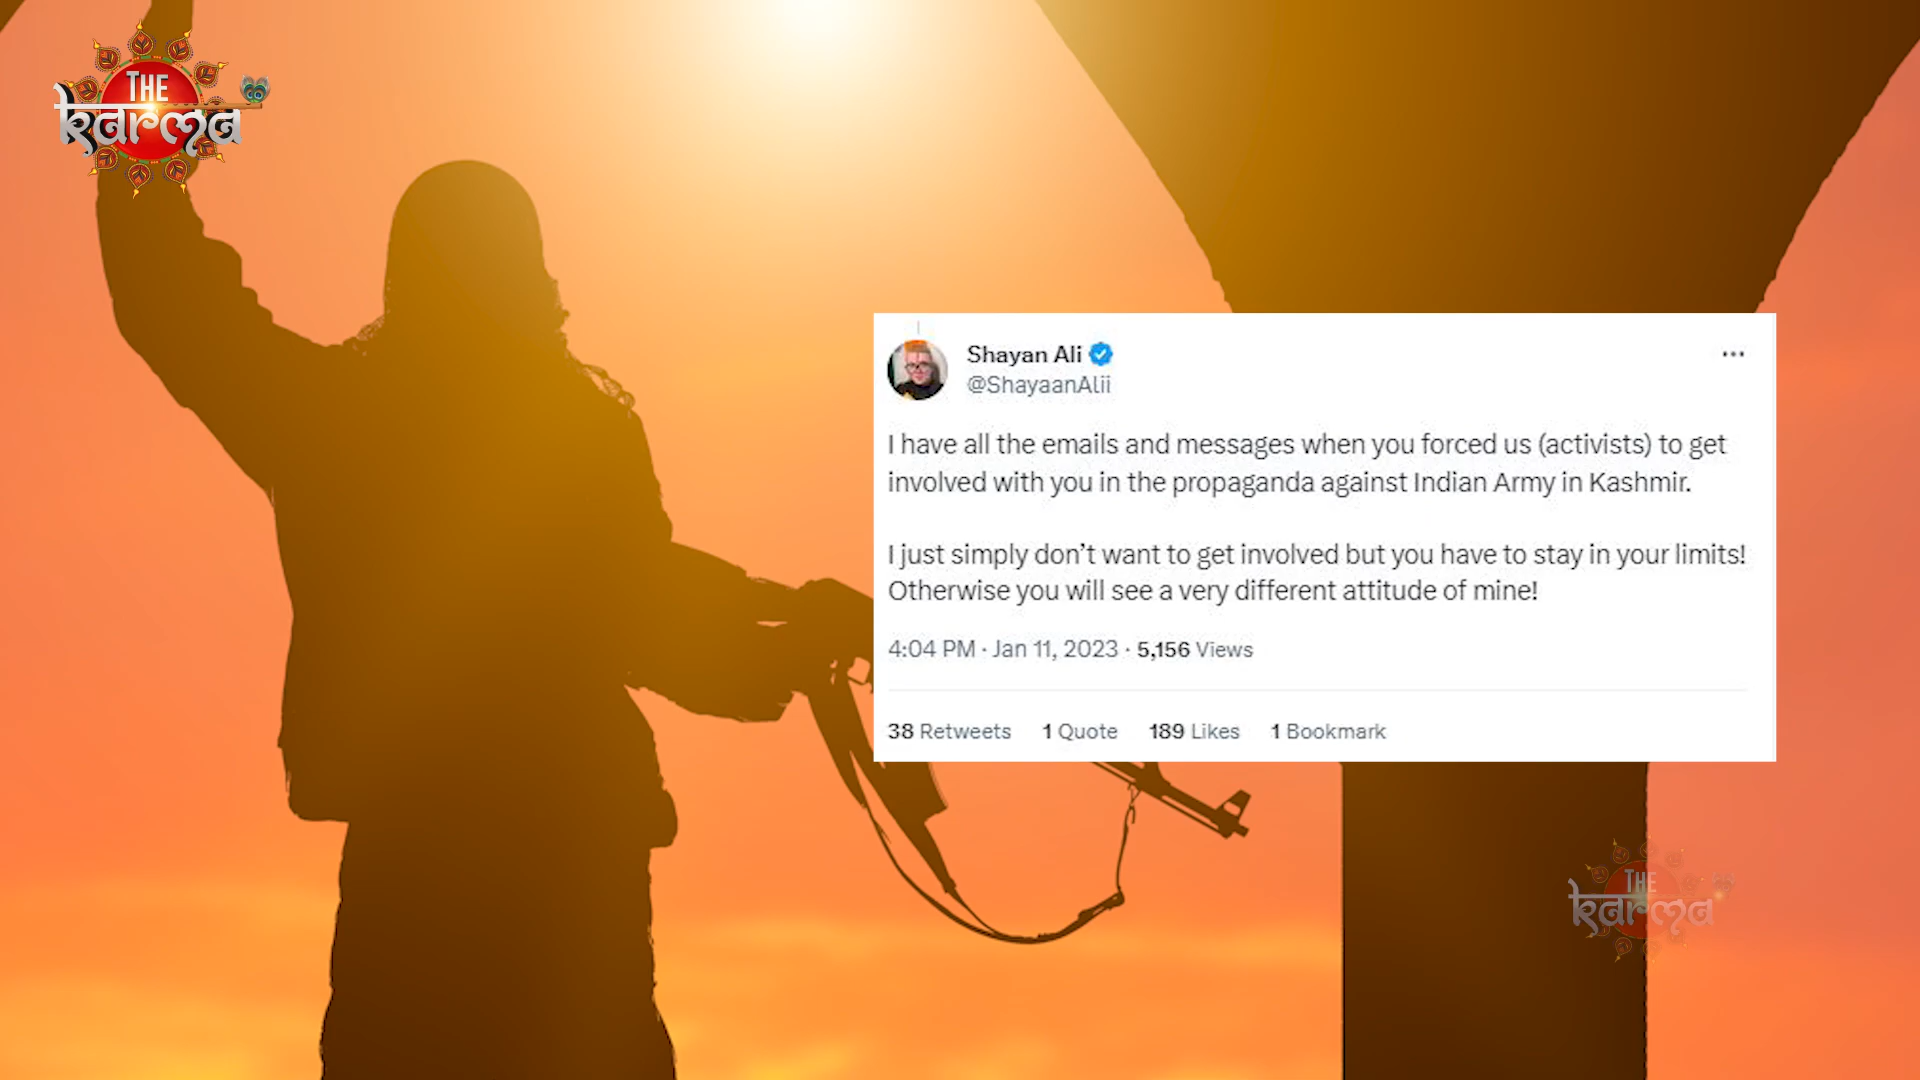 THE
karma
Shayan Ali
@ShayaanAlii
I have all the emails and messages when you forced us (activists) to get
involved with you in the propaganda against Indian Army in Kashmir.
I just simply don’t want to get involved but you have to stay in your limits!
Otherwise you will see a very different attitude of mine!
4:04 PM · Jan 11, 2023 · 5,156 Views
38 Retweets 1 Quote 189 Likes 1 Bookmark
THE
karma